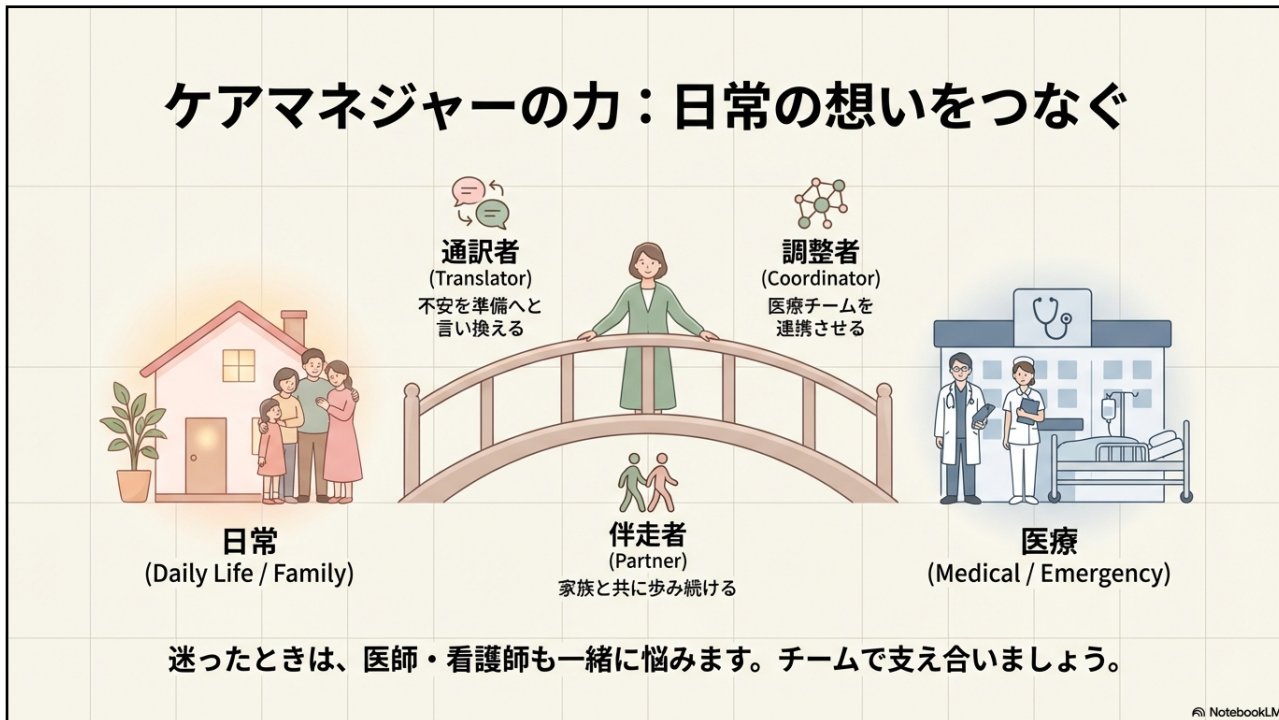 ケアマネジャーの力：日常の想いをつなぐ
通訳者
(Translator)
不安を準備へと
言い換える
調整者
(Coordinator)
医療チームを
連携させる
日常
(Daily Life / Family)
伴走者
(Partner)
家族と共に歩み続ける
医療
(Medical / Emergency)
迷ったときは、医師・看護師も一緒に悩みます。チームで支え合いましょう。
NotebookLM